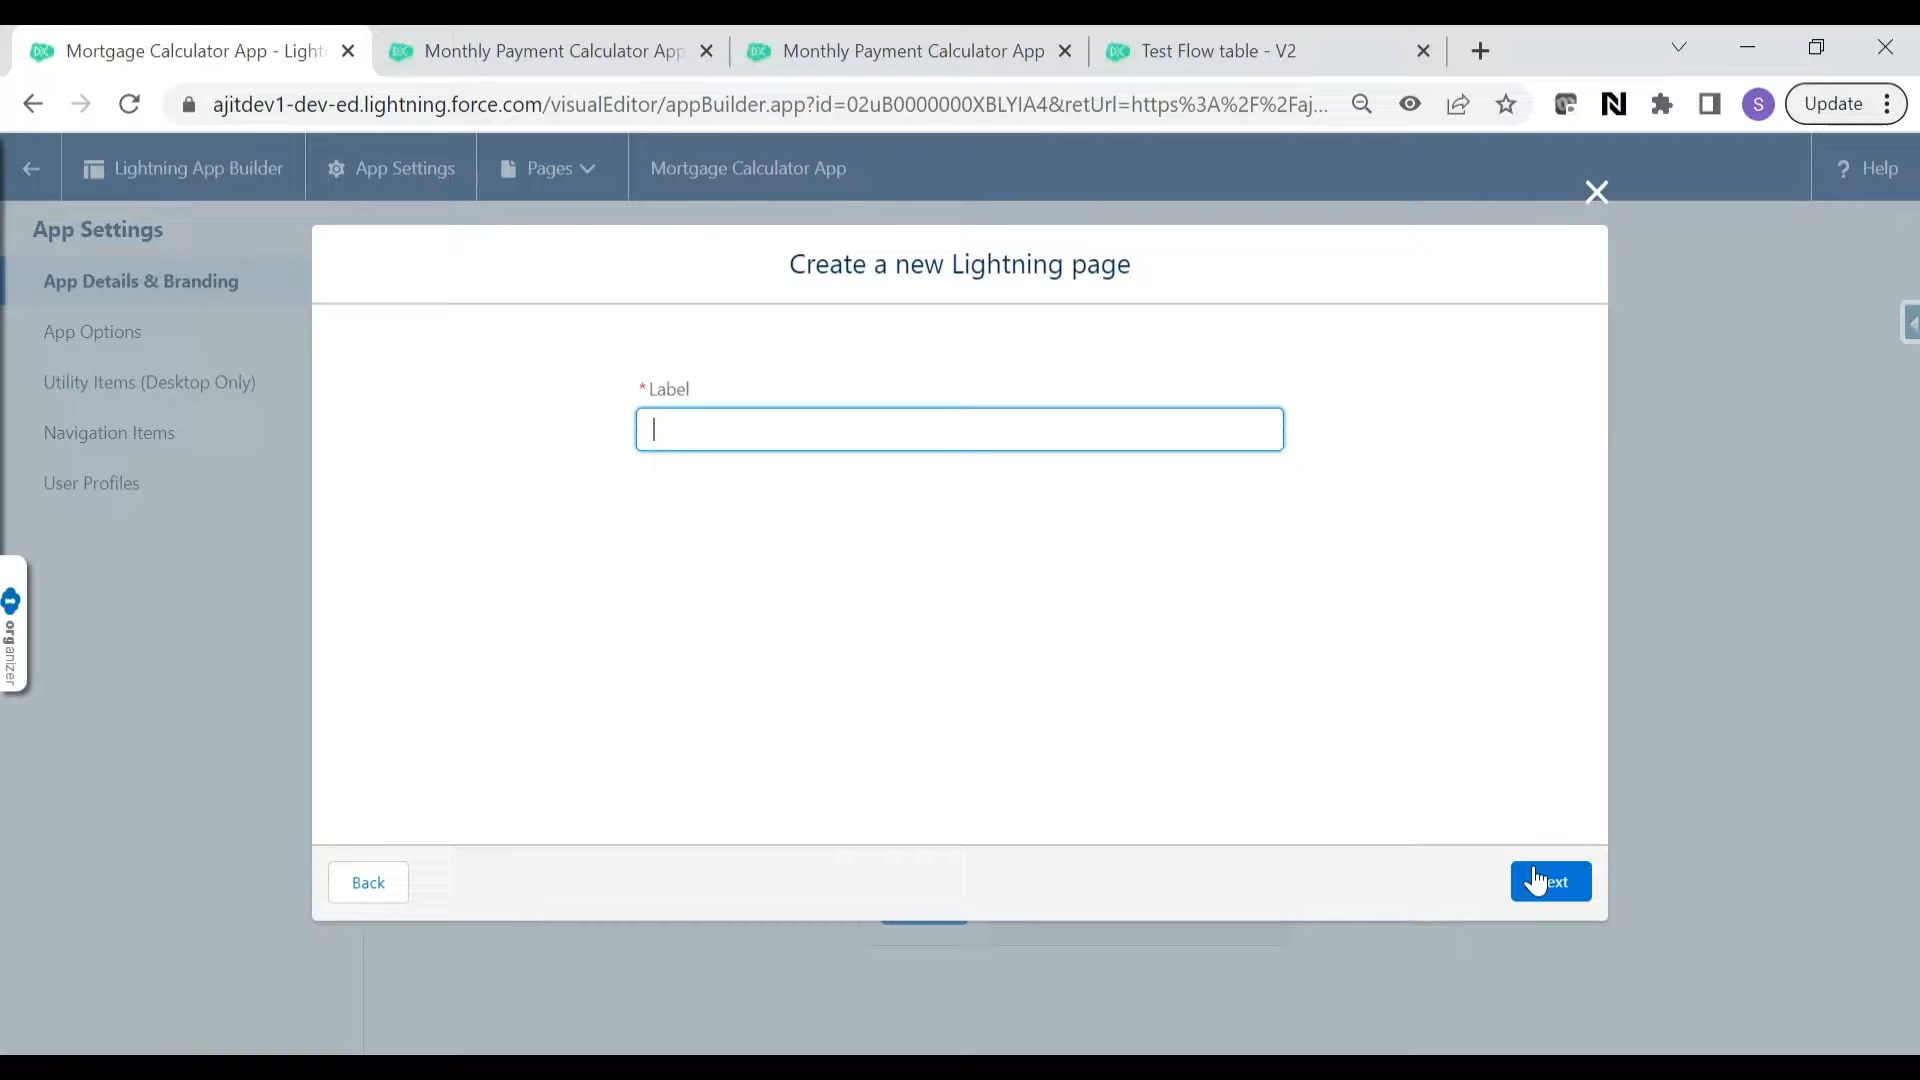 Mortgage Calculator App - Light
Monthly Payment Calculator App
Monthly Payment Calculator App
Test Flow table - V2
ajitdev1-dev-ed.lightning.force.com/visualEditor/appBuilder.app?id=02uB0000000XBLYIA4&retUrl=https%3A%2F%2Faj...
S
Update
Lightning App Builder
App Settings
Pages
Mortgage Calculator App
? Help
App Settings
App Details & Branding
App Options
Utility Items (Desktop Only)
Navigation Items
User Profiles
organizer
Create a new Lightning page
* Label
Back